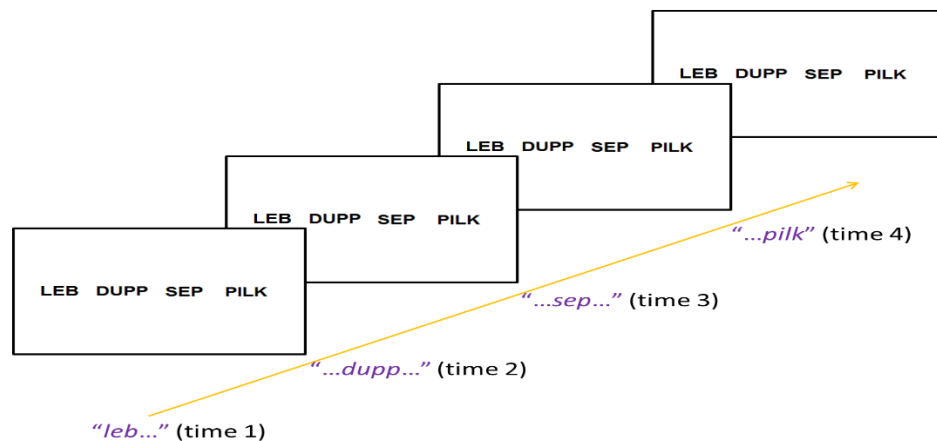 LEB DUPP SEP PILK
LEB DUPP SEP PILK
LEB DUPP SEP PILK
LEB DUPP SEP PILK
“...pilk” (time 4)
“...sep...” (time 3)
“...dupp...” (time 2)
“leb...” (time 1)